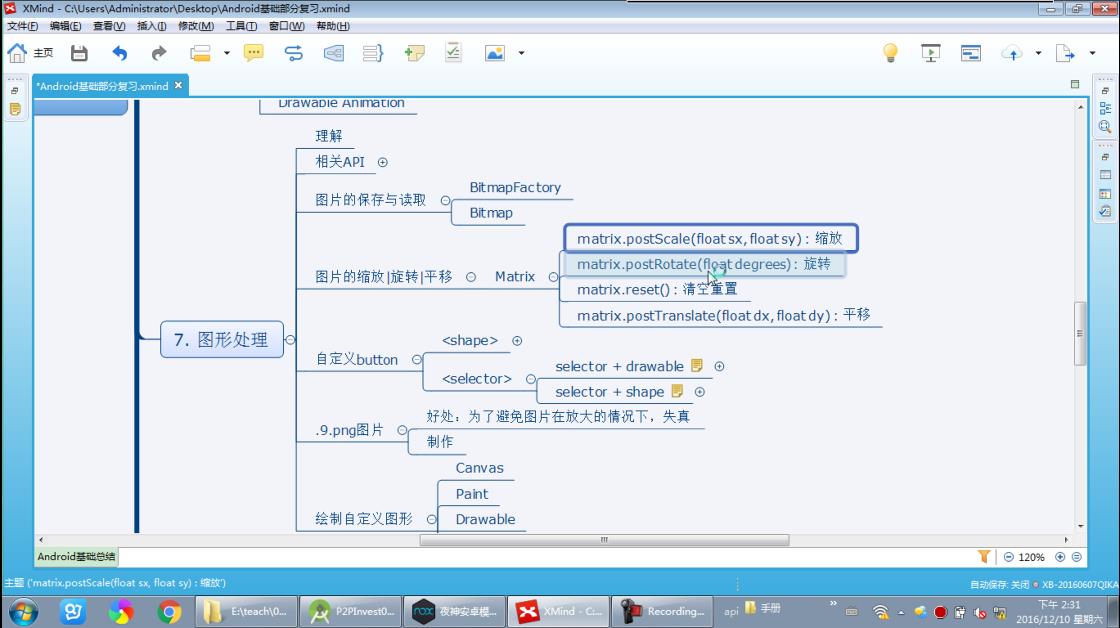 XMind - C:\Users\Administrator\Desktop\Android基础部分复习.xmind
文件(F) 编辑(E) 查看(V) 插入(I) 修改(M) 工具(T) 窗口(W) 帮助(H)
主页
*Android基础部分复习.xmind
Drawable Animation
理解
相关API
图片的保存与读取
BitmapFactory
Bitmap
图片的缩放|旋转|平移
Matrix
matrix.postScale(float sx, float sy) : 缩放
matrix.postRotate(float degrees) : 旋转
matrix.reset() : 清空重置
matrix.postTranslate(float dx, float dy) : 平移
7. 图形处理
自定义button
<shape>
<selector>
selector + drawable
selector + shape
.9.png图片
好处：为了避免图片在放大的情况下，失真
制作
绘制自定义图形
Canvas
Paint
Drawable
Android基础总结
120%
主题 ('matrix.postScale(float sx, float sy) : 缩放')
自动保存: 关闭
XB-20160607QIKA
E:\teach\0...
P2PInvest0...
夜神安卓模...
XMind - C:...
Recording...
api
手册
下午 2:31
2016/12/10 星期六